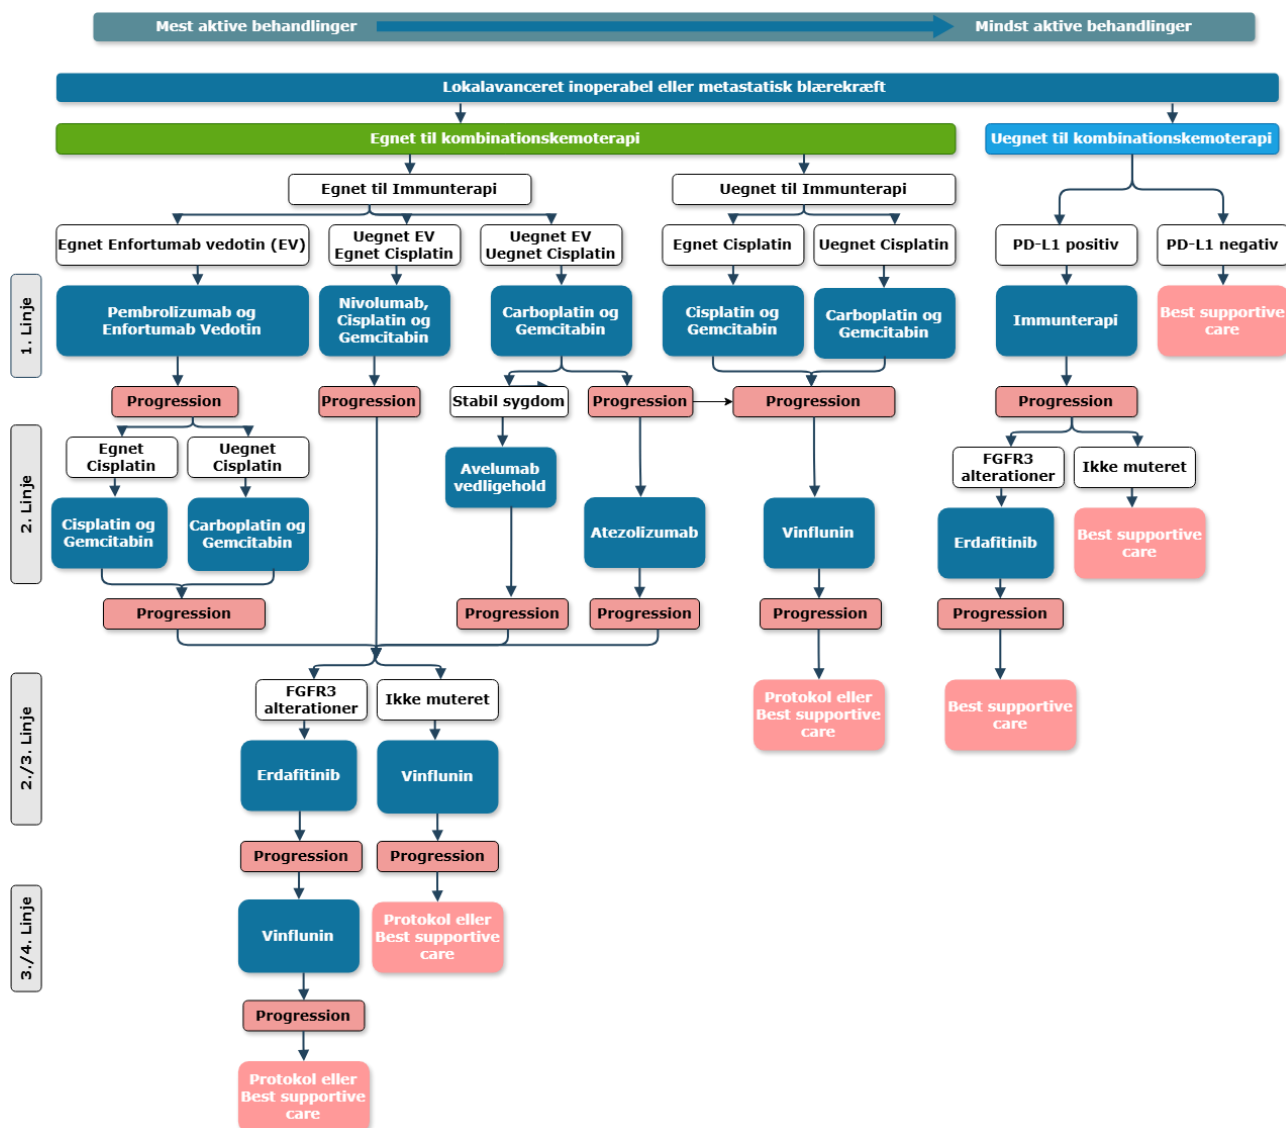 Mest aktive behandlinger
Mindst aktive behandlinger
Lokalavanceret inoperabel eller metastatisk blærekræft
Egnet til kombinationskemoterapi
Uegnet til kombinationskemoterapi
Egnet til Immunterapi
Uegnet til Immunterapi
Egnet Enfortumab vedotin (EV)
Uegnet EV
Egnet Cisplatin
Uegnet EV
Uegnet Cisplatin
Egnet Cisplatin
Uegnet Cisplatin
PD-L1 positiv
PD-L1 negativ
1. Linje
Pembrolizumab og
Enfortumab Vedotin
Nivolumab,
Cisplatin og
Gemcitabin
Carboplatin og
Gemcitabin
Cisplatin og
Gemcitabin
Carboplatin og
Gemcitabin
Immunterapi
Best supportive
care
Progression
Progression
Stabil sygdom
Progression
Progression
Progression
2. Linje
Egnet
Cisplatin
Uegnet
Cisplatin
FGFR3
alterationer
Ikke muteret
Cisplatin og
Gemcitabin
Carboplatin og
Gemcitabin
Avelumab
vedligehold
Atezolizumab
Vinflunin
Erdafitinib
Best supportive
care
Progression
Progression
Progression
Progression
Progression
2./3. Linje
FGFR3
alterationer
Ikke muteret
Protokol eller
Best supportive
care
Best supportive
care
Erdafitinib
Vinflunin
Progression
Progression
3./4. Linje
Vinflunin
Protokol eller
Best supportive
care
Progression
Protokol eller
Best supportive
care